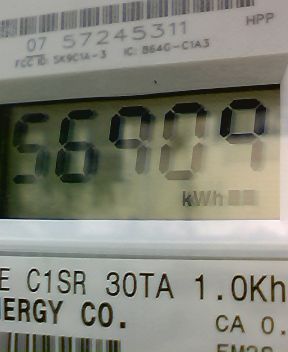 07 57245311
HPP
FCC ID: SK9C1A-3 IC: 864G-C1A3
56909
kWh
E C1SR 30TA 1.0Kh
NERGY CO.
CA 0.